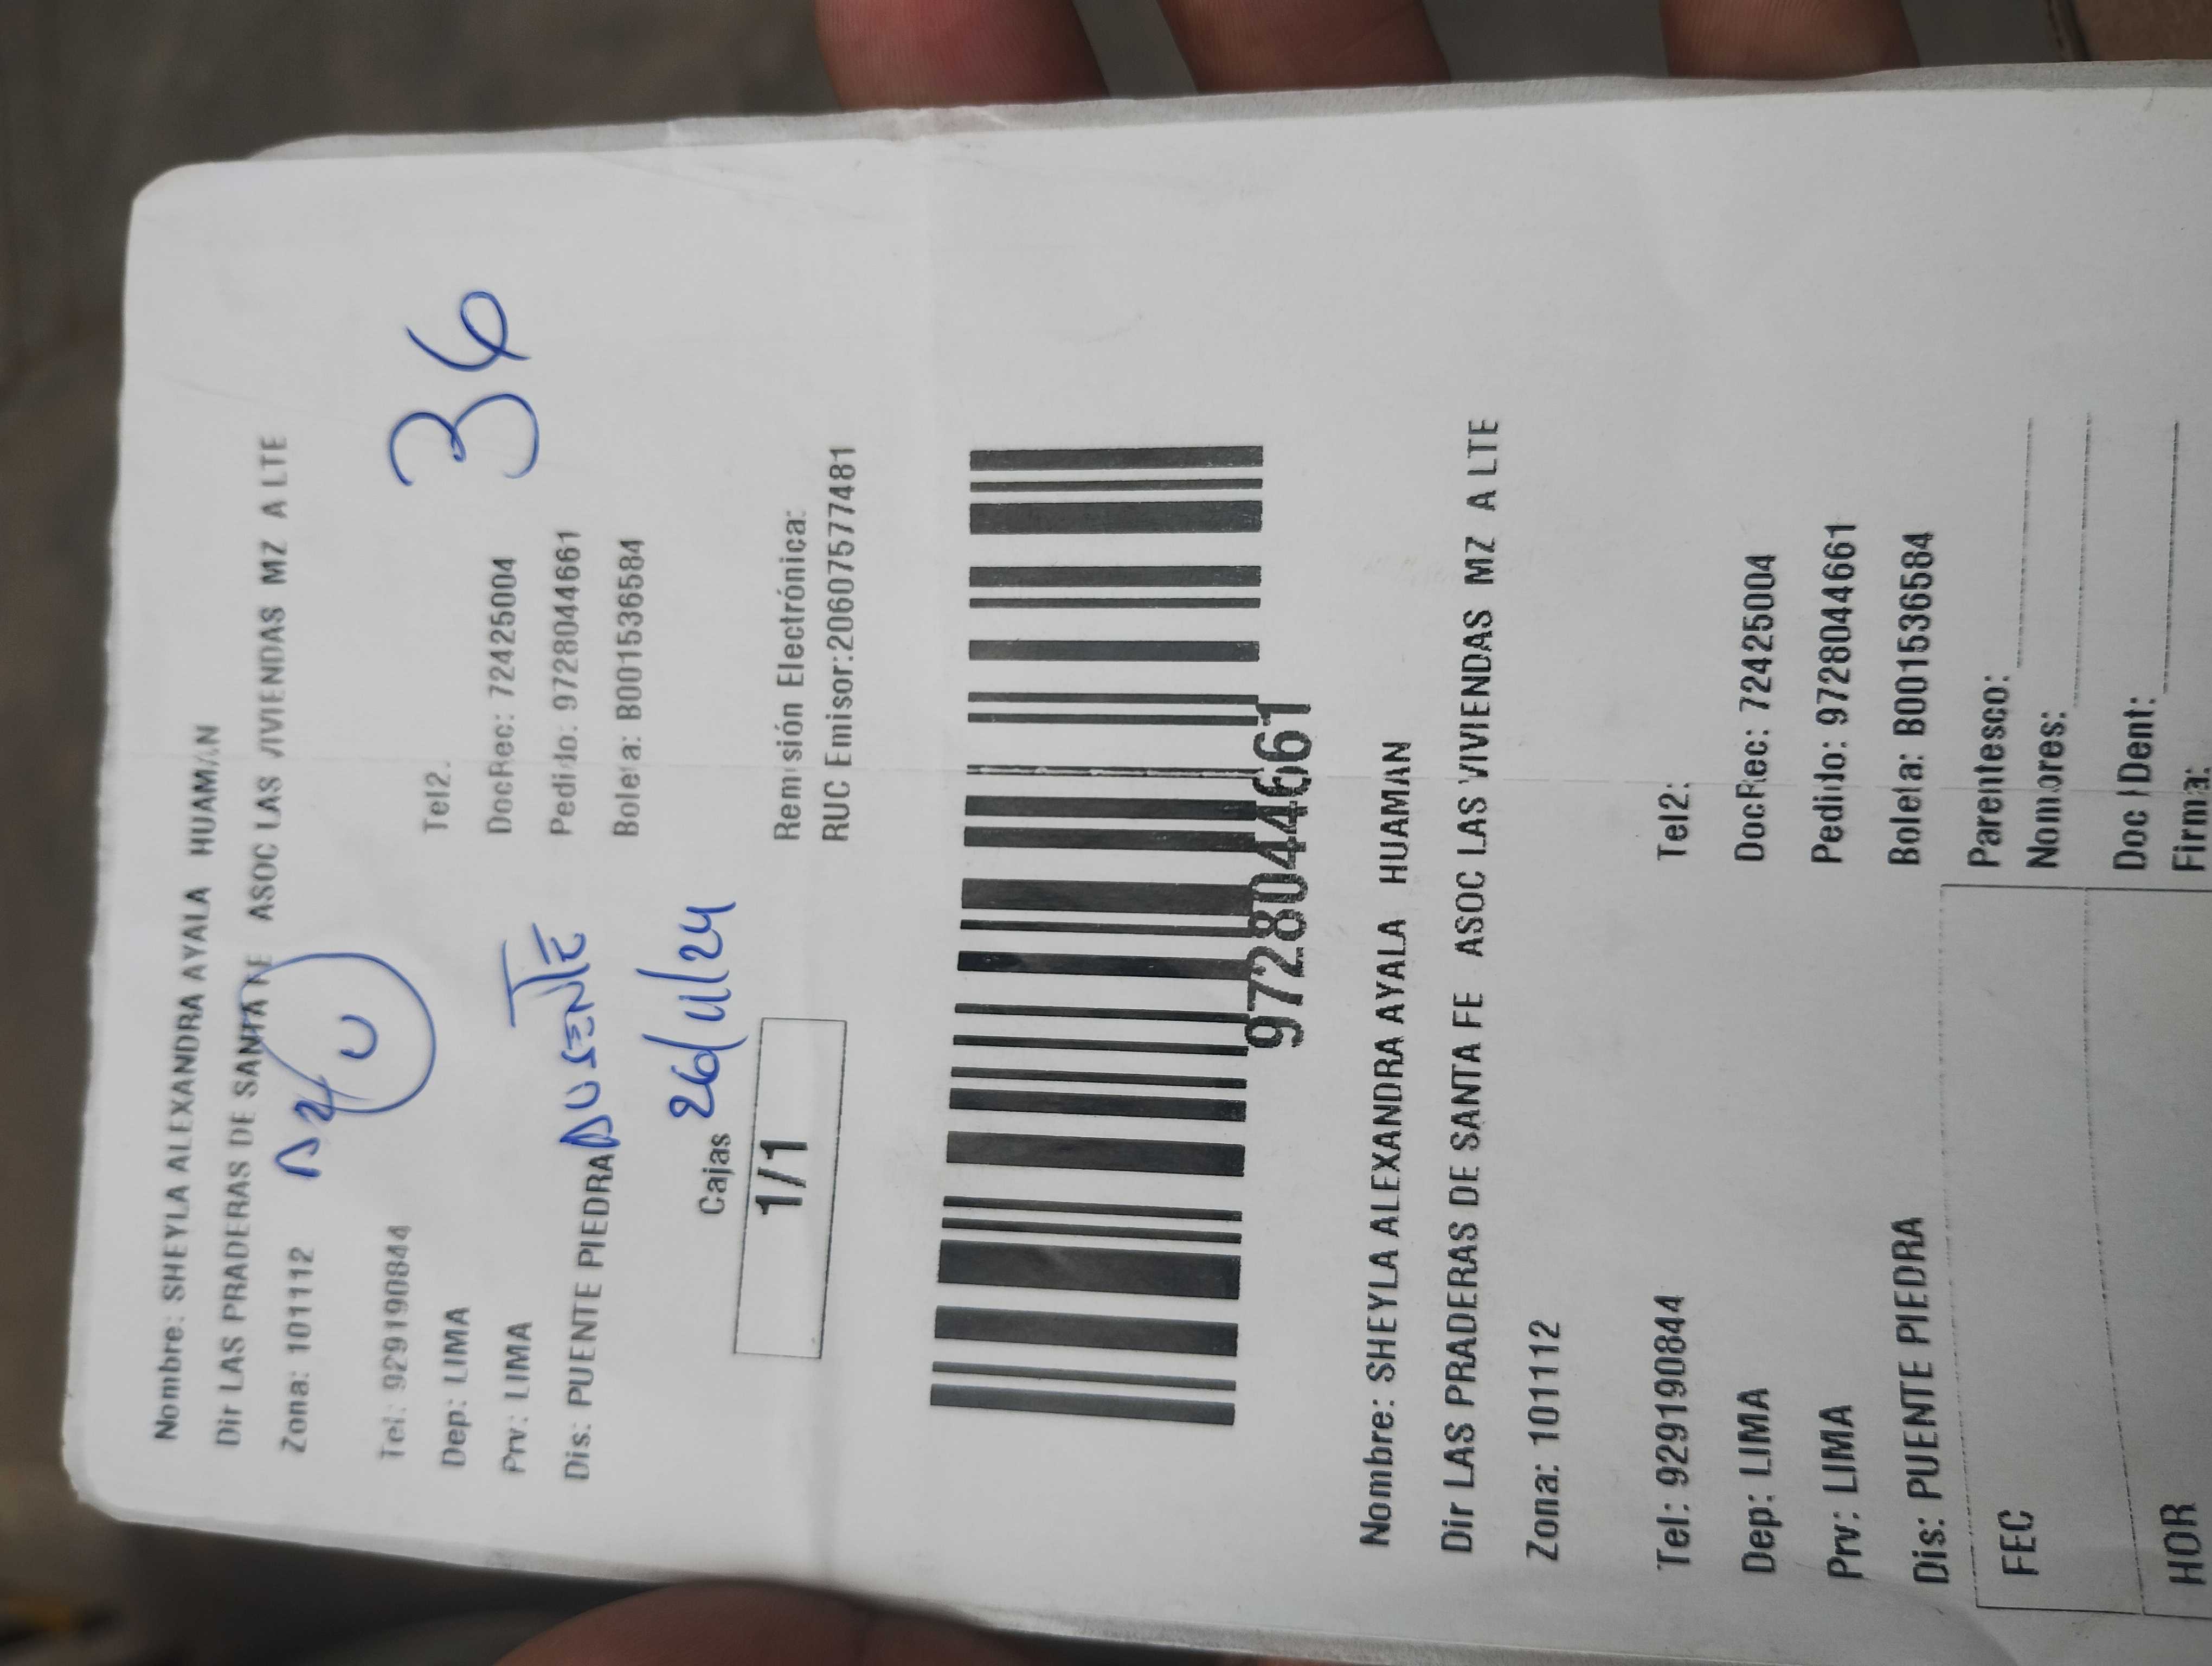 Nombre: SHEYLA ALEXANDRA AYALA HUAMAN
Dir LAS PRADERAS DE SANTA FE ASOC LAS VIVIENDAS MZ A LTE
Zona: 101112
Tel: 929190844
Tel2:
36
Dep: LIMA
DocRec: 72425004
Prv: LIMA
Pedido: 9728044661
Dis: PUENTE PIEDRA
AUSENTE
Boleta: B001536584
26/11/24
Cajas
1/1
Remisión Electrónica:
RUC Emisor:20607577481
9728044661
Nombre: SHEYLA ALEXANDRA AYALA HUAMAN
Dir LAS PRADERAS DE SANTA FE ASOC LAS VIVIENDAS MZ A LTE
Zona: 101112
Tel: 929190844
Tel2:
Dep: LIMA
DocRec: 72425004
Prv: LIMA
Pedido: 9728044661
Dis: PUENTE PIEDRA
Boleta: B001536584
FEC
Parentesco:
Nombres:
Doc Ident:
HOR
Firma: